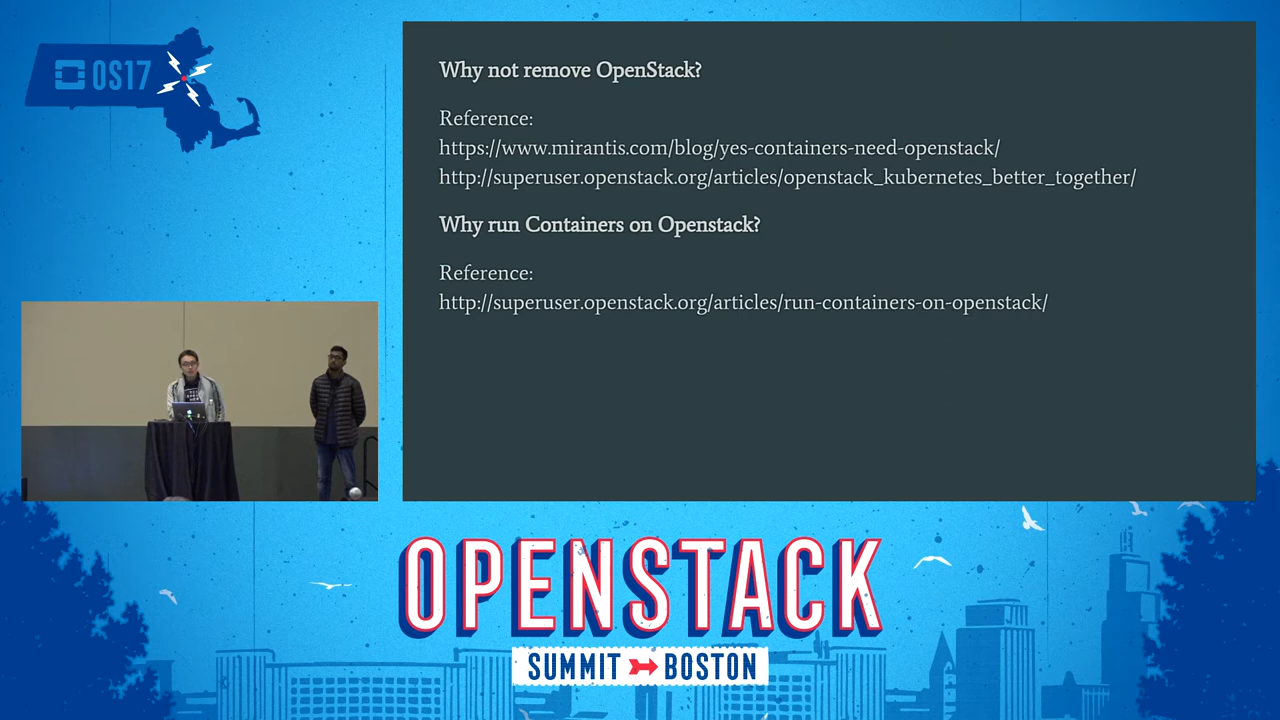 OS17
Why not remove OpenStack?
Reference:
https://www.mirantis.com/blog/yes-containers-need-openstack/
http://superuser.openstack.org/articles/openstack_kubernetes_better_together/
Why run Containers on Openstack?
Reference:
http://superuser.openstack.org/articles/run-containers-on-openstack/
OPENSTACK
SUMMIT BOSTON